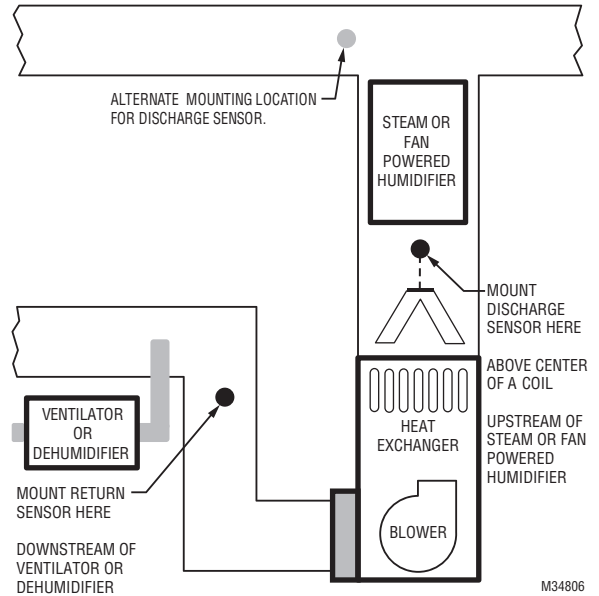 ALTERNATE MOUNTING LOCATION
FOR DISCHARGE SENSOR.
STEAM OR
FAN
POWERED
HUMIDIFIER
MOUNT
DISCHARGE
SENSOR HERE
ABOVE CENTER
OF A COIL
UPSTREAM OF
STEAM OR FAN
POWERED
HUMIDIFIER
HEAT
EXCHANGER
BLOWER
VENTILATOR
OR
DEHUMIDIFIER
MOUNT RETURN
SENSOR HERE
DOWNSTREAM OF
VENTILATOR OR
DEHUMIDIFIER
M34806